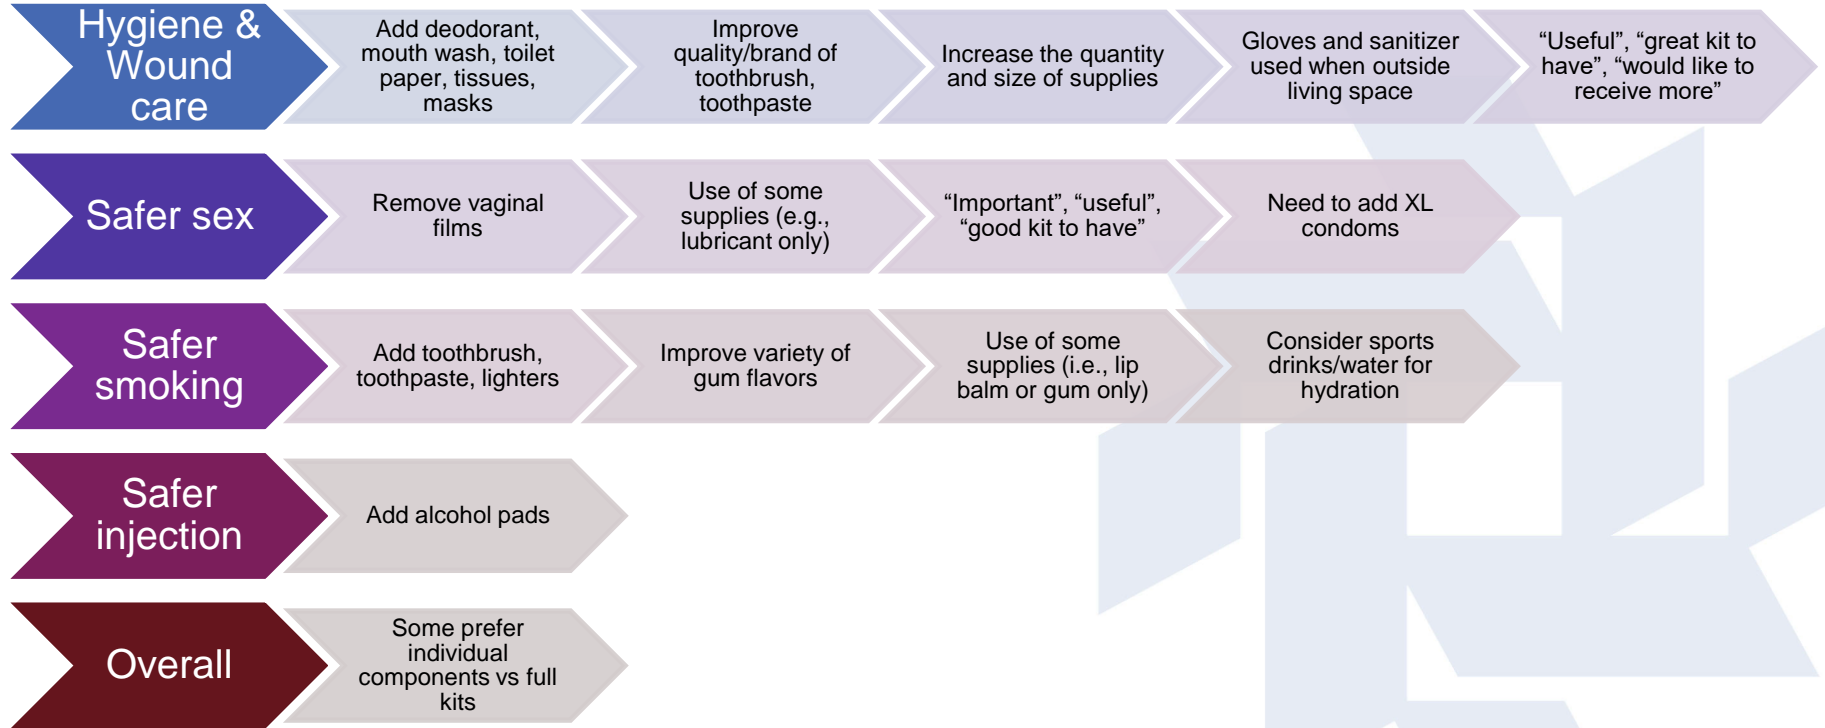 Hygiene &
Wound
care
Add deodorant,
mouth wash, toilet
paper, tissues,
masks
Improve
quality/brand of
toothbrush,
toothpaste
Increase the quantity
and size of supplies
Gloves and sanitizer
used when outside
living space
“Useful”, “great kit to
have”, “would like to
receive more”
Safer sex
Remove vaginal
films
Use of some
supplies (e.g.,
lubricant only)
“Important”, “useful”,
“good kit to have”
Need to add XL
condoms
Safer
smoking
Add toothbrush,
toothpaste, lighters
Improve variety of
gum flavors
Use of some
supplies (i.e., lip
balm or gum only)
Consider sports
drinks/water for
hydration
Safer
injection
Add alcohol pads
Overall
Some prefer
individual
components vs full
kits